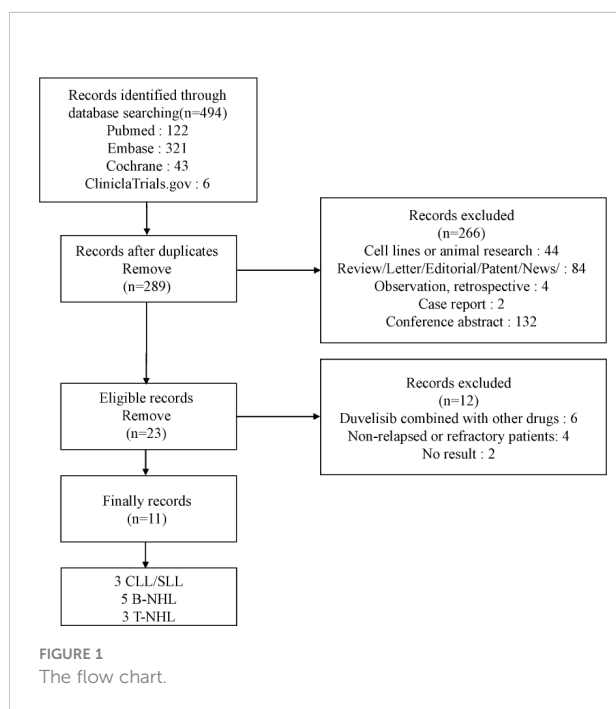 Records identified through
database searching(n=494)
Pubmed : 122
Embase : 321
Cochrane : 43
CliniclaTrials.gov : 6
Records after duplicates
Remove
(n=289)
Records excluded
(n=266)
Cell lines or animal research : 44
Review/Letter/Editorial/Patent/News/ : 84
Observation, retrospective : 4
Case report : 2
Conference abstract : 132
Eligible records
Remove
(n=23)
Records excluded
(n=12)
Duvelisib combined with other drugs : 6
Non-relapsed or refractory patients: 4
No result : 2
Finally records
(n=11)
3 CLL/SLL
5 B-NHL
3 T-NHL
FIGURE 1
The flow chart.